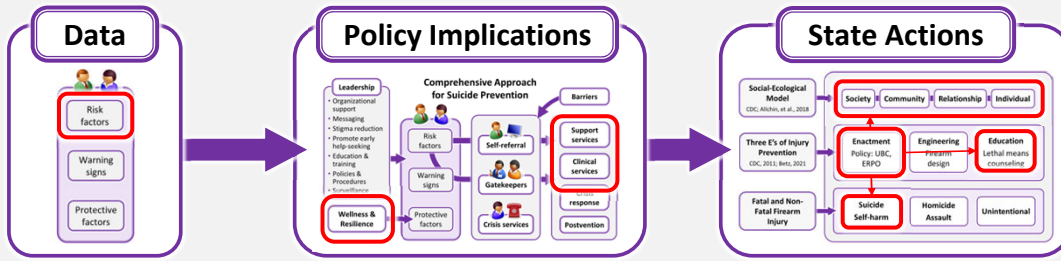 Data
Risk
factors
Warning
signs
Protective
factors
Policy Implications
Comprehensive Approach
for Suicide Prevention
Leadership
• Organizational
support
• Messaging
• Stigma reduction
• Promote early
help-seeking
• Education &
training
• Policies &
Procedures
• Surveillance
Wellness &
Resilience
Risk
factors
Warning
signs
Protective
factors
Self-referral
Gatekeepers
Crisis services
Barriers
Support
services
Clinical
services
Crisis
response
Postvention
State Actions
Social-Ecological
Model
CDC; Allchin, et al., 2018
Society
Community
Relationship
Individual
Three E's of Injury
Prevention
CDC, 2011; Betz, 2021
Enactment
Policy: UBC,
ERPO
Engineering
Firearm
design
Education
Lethal means
counseling
Fatal and Non-
Fatal Firearm
Injury
Suicide
Self-harm
Homicide
Assault
Unintentional